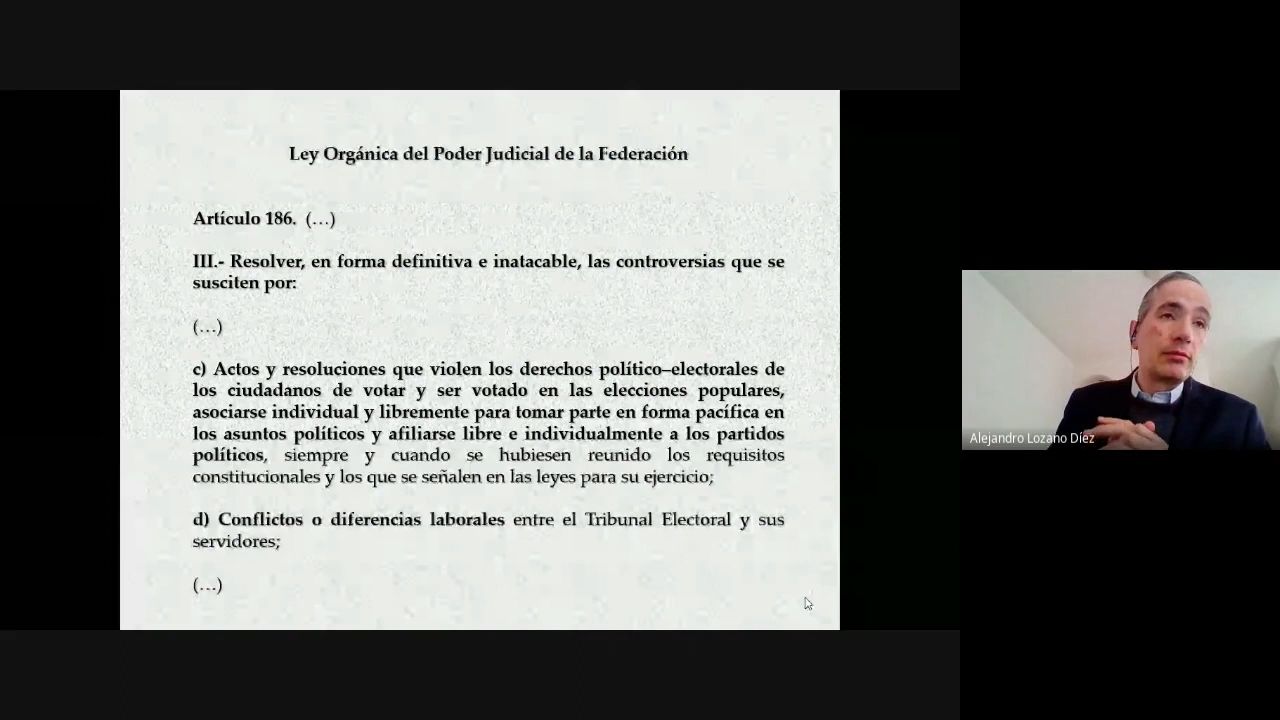 Ley Orgánica del Poder Judicial de la Federación
Artículo 186. (…)
III.- Resolver, en forma definitiva e inatacable, las controversias que se
susciten por:
(…)
c) Actos y resoluciones que violen los derechos político–electorales de
los ciudadanos de votar y ser votado en las elecciones populares,
asociarse individual y libremente para tomar parte en forma pacífica en
los asuntos políticos y afiliarse libre e individualmente a los partidos
políticos, siempre y cuando se hubiesen reunido los requisitos
constitucionales y los que se señalen en las leyes para su ejercicio;
d) Conflictos o diferencias laborales entre el Tribunal Electoral y sus
servidores;
(…)
Alejandro Lozano Díez